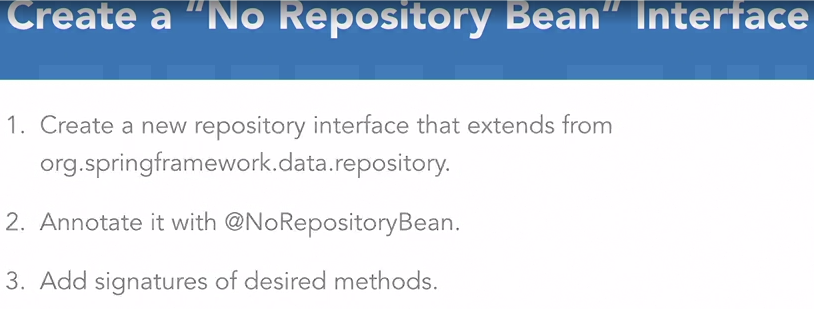 Create a "No Repository Bean" Interface
1. Create a new repository interface that extends from
org.springframework.data.repository.
2. Annotate it with @NoRepositoryBean.
3. Add signatures of desired methods.